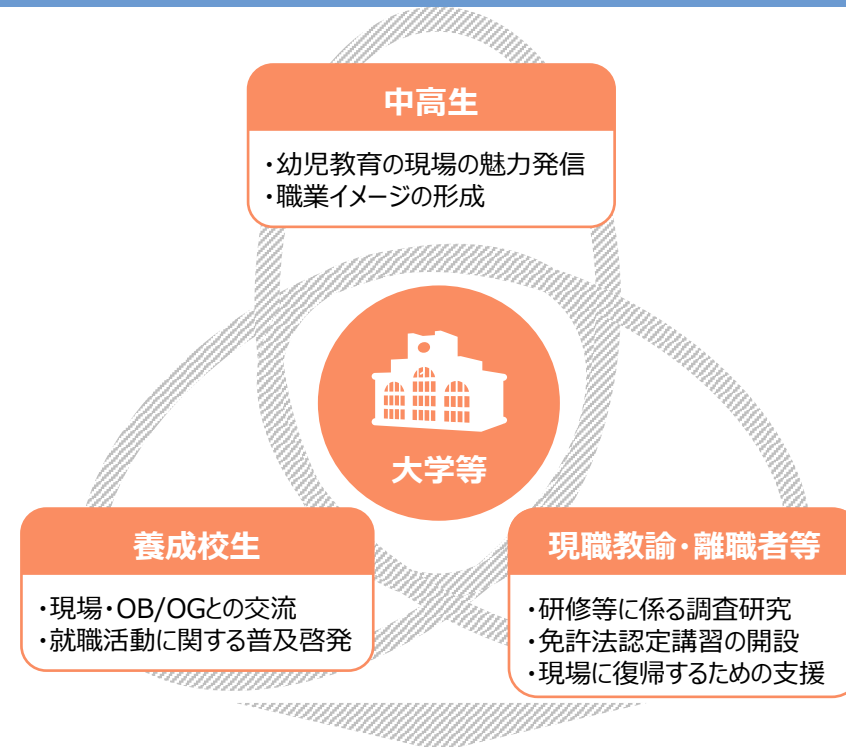 中高生
・幼児教育の現場の魅力発信
・職業イメージの形成
大学等
養成校生
・現場・OB/OGとの交流
・就職活動に関する普及啓発
現職教諭・離職者等
・研修等に係る調査研究
・免許法認定講習の開設
・現場に復帰するための支援